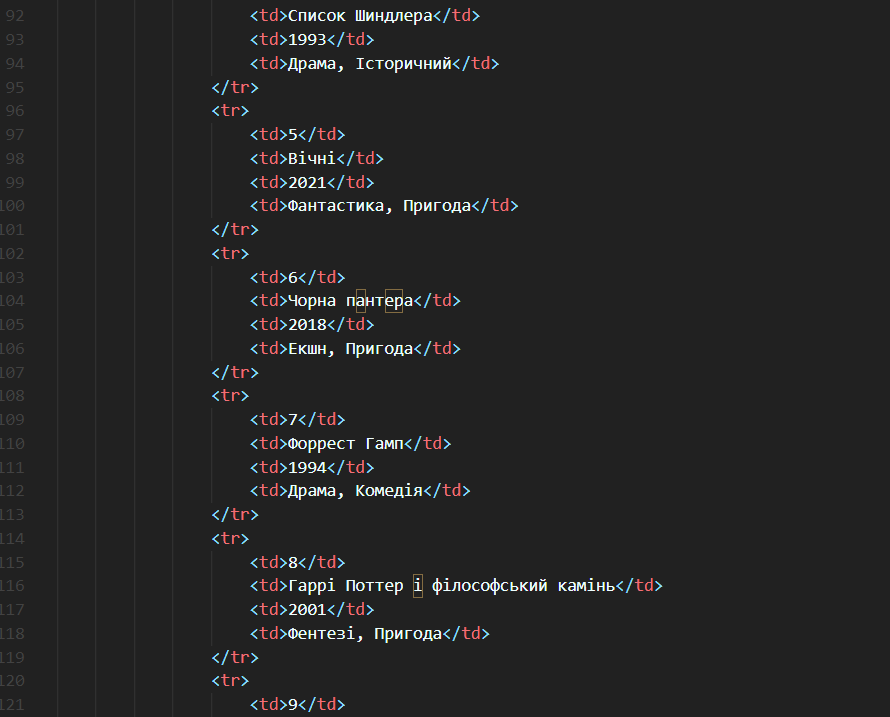 92 <td>Список Шиндлера</td>
93 <td>1993</td>
94 <td>Драма, Історичний</td>
95 </tr>
96 <tr>
97 <td>5</td>
98 <td>Вічні</td>
99 <td>2021</td>
100 <td>Фантастика, Пригода</td>
101 </tr>
102 <tr>
103 <td>6</td>
104 <td>Чорна пантера</td>
105 <td>2018</td>
106 <td>Екшн, Пригода</td>
107 </tr>
108 <tr>
109 <td>7</td>
110 <td>Форрест Гамп</td>
111 <td>1994</td>
112 <td>Драма, Комедія</td>
113 </tr>
114 <tr>
115 <td>8</td>
116 <td>Гаррі Поттер і філософський камінь</td>
117 <td>2001</td>
118 <td>Фентезі, Пригода</td>
119 </tr>
120 <tr>
121 <td>9</td>